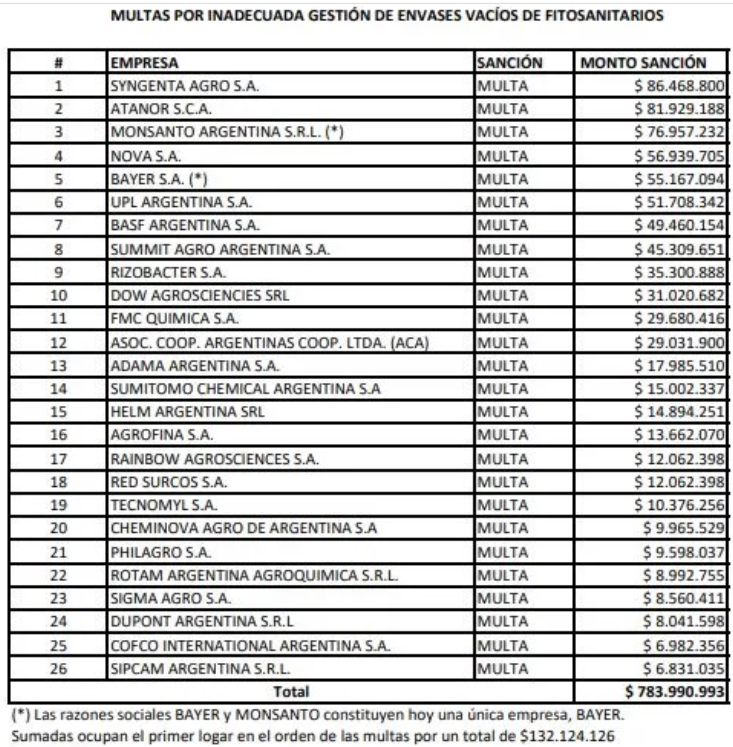 MULTAS POR INADECUADA GESTIÓN DE ENVASES VACÍOS DE FITOSANITARIOS
# EMPRESA SANCIÓN MONTO SANCIÓN
1 SYNGENTA AGRO S.A. MULTA $ 86.468.800
2 ATANOR S.C.A. MULTA $ 81.929.188
3 MONSANTO ARGENTINA S.R.L. (*) MULTA $ 76.957.232
4 NOVA S.A. MULTA $ 56.939.705
5 BAYER S.A. (*) MULTA $ 55.167.094
6 UPL ARGENTINA S.A. MULTA $ 51.708.342
7 BASF ARGENTINA S.A. MULTA $ 49.460.154
8 SUMMIT AGRO ARGENTINA S.A. MULTA $ 45.309.651
9 RIZOBACTER S.A. MULTA $ 35.300.888
10 DOW AGROSCIENCIES SRL MULTA $ 31.020.682
11 FMC QUIMICA S.A. MULTA $ 29.680.416
12 ASOC. COOP. ARGENTINAS COOP. LTDA. (ACA) MULTA $ 29.031.900
13 ADAMA ARGENTINA S.A. MULTA $ 17.985.510
14 SUMITOMO CHEMICAL ARGENTINA S.A MULTA $ 15.002.337
15 HELM ARGENTINA SRL MULTA $ 14.894.251
16 AGROFINA S.A. MULTA $ 13.662.070
17 RAINBOW AGROSCIENCES S.A. MULTA $ 12.062.398
18 RED SURCOS S.A. MULTA $ 12.062.398
19 TECNOMYL S.A. MULTA $ 10.376.256
20 CHEMINOVA AGRO DE ARGENTINA S.A MULTA $ 9.965.529
21 PHILAGRO S.A. MULTA $ 9.598.037
22 ROTAM ARGENTINA AGROQUIMICA S.R.L. MULTA $ 8.992.755
23 SIGMA AGRO S.A. MULTA $ 8.560.411
24 DUPONT ARGENTINA S.R.L MULTA $ 8.041.598
25 COFCO INTERNATIONAL ARGENTINA S.A. MULTA $ 6.982.356
26 SIPCAM ARGENTINA S.R.L. MULTA $ 6.831.035
Total $ 783.990.993
(*) Las razones sociales BAYER y MONSANTO constituyen hoy una única empresa, BAYER.
Sumadas ocupan el primer logar en el orden de las multas por un total de $132.124.126